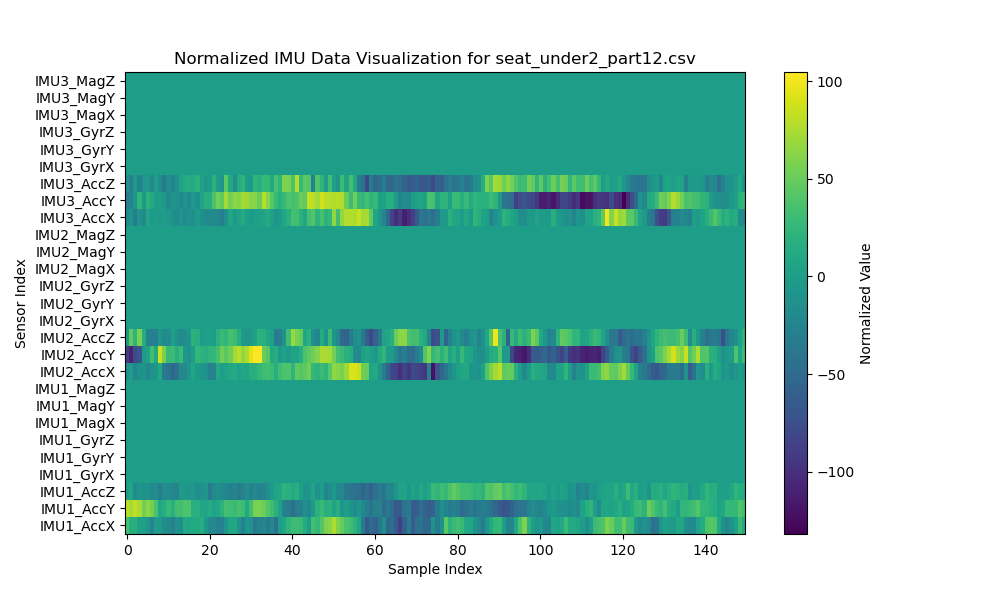 Normalized IMU Data Visualization for seat_under2_part12.csv
IMU3_MagZ
IMU3_MagY
IMU3_MagX
IMU3_GyrZ
IMU3_GyrY
IMU3_GyrX
IMU3_AccZ
IMU3_AccY
IMU3_AccX
IMU2_MagZ
IMU2_MagY
IMU2_MagX
IMU2_GyrZ
IMU2_GyrY
IMU2_GyrX
IMU2_AccZ
IMU2_AccY
IMU2_AccX
IMU1_MagZ
IMU1_MagY
IMU1_MagX
IMU1_GyrZ
IMU1_GyrY
IMU1_GyrX
IMU1_AccZ
IMU1_AccY
IMU1_AccX
Sensor Index
0 20 40 60 80 100 120 140
Sample Index
100
50
0
−50
−100
Normalized Value